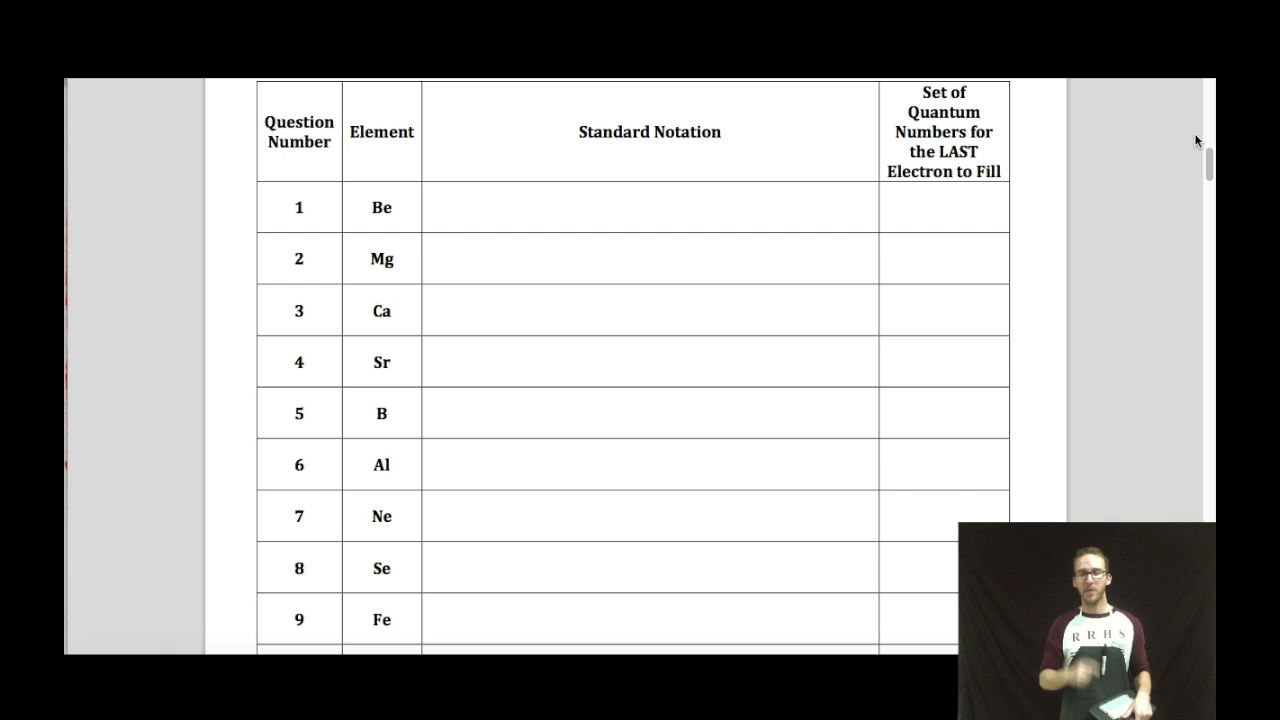 Question Number
Element
Standard Notation
Set of
Quantum
Numbers for
the LAST
Electron to Fill
1 Be
2 Mg
3 Ca
4 Sr
5 B
6 Al
7 Ne
8 Se
9 Fe
RRHS